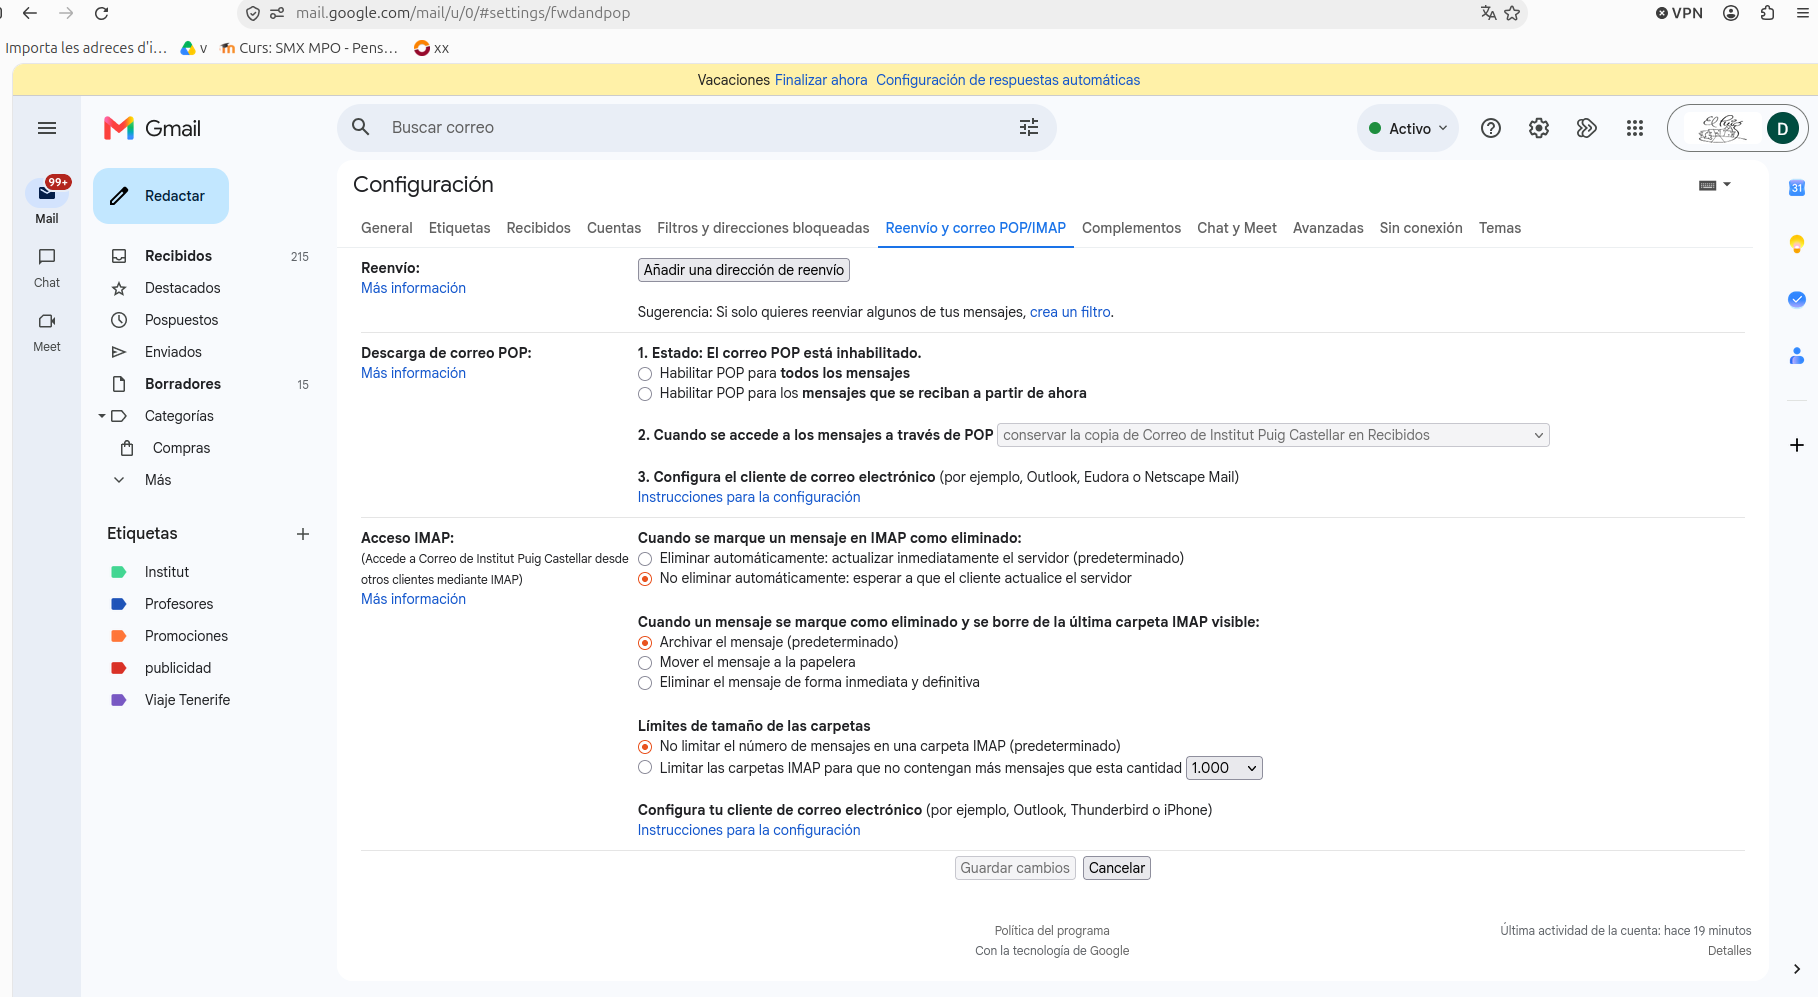 mail.google.com/mail/u/0/#settings/fwdandpop
VPN
Importa les adreces d'i…
v
Curs: SMX MPO - Pens…
xx
Vacaciones Finalizar ahora Configuración de respuestas automáticas
Gmail
Buscar correo
Activo
D
99+
Mail
Chat
Meet
Redactar
Recibidos 215
Destacados
Pospuestos
Enviados
Borradores 15
Categorías
Compras
Más
Etiquetas
Institut
Profesores
Promociones
publicidad
Viaje Tenerife
Configuración
General Etiquetas Recibidos Cuentas Filtros y direcciones bloqueadas Reenvío y correo POP/IMAP Complementos Chat y Meet Avanzadas Sin conexión Temas
Reenvío:
Más información
Añadir una dirección de reenvío
Sugerencia: Si solo quieres reenviar algunos de tus mensajes, crea un filtro.
Descarga de correo POP:
Más información
1. Estado: El correo POP está inhabilitado.
Habilitar POP para todos los mensajes
Habilitar POP para los mensajes que se reciban a partir de ahora
2. Cuando se accede a los mensajes a través de POP conservar la copia de Correo de Institut Puig Castellar en Recibidos
3. Configura el cliente de correo electrónico (por ejemplo, Outlook, Eudora o Netscape Mail)
Instrucciones para la configuración
Acceso IMAP:
(Accede a Correo de Institut Puig Castellar desde
otros clientes mediante IMAP)
Más información
Cuando se marque un mensaje en IMAP como eliminado:
Eliminar automáticamente: actualizar inmediatamente el servidor (predeterminado)
No eliminar automáticamente: esperar a que el cliente actualice el servidor
Cuando un mensaje se marque como eliminado y se borre de la última carpeta IMAP visible:
Archivar el mensaje (predeterminado)
Mover el mensaje a la papelera
Eliminar el mensaje de forma inmediata y definitiva
Límites de tamaño de las carpetas
No limitar el número de mensajes en una carpeta IMAP (predeterminado)
Limitar las carpetas IMAP para que no contengan más mensajes que esta cantidad 1.000
Configura tu cliente de correo electrónico (por ejemplo, Outlook, Thunderbird o iPhone)
Instrucciones para la configuración
Guardar cambios Cancelar
Política del programa
Con la tecnología de Google
Última actividad de la cuenta: hace 19 minutos
Detalles
31